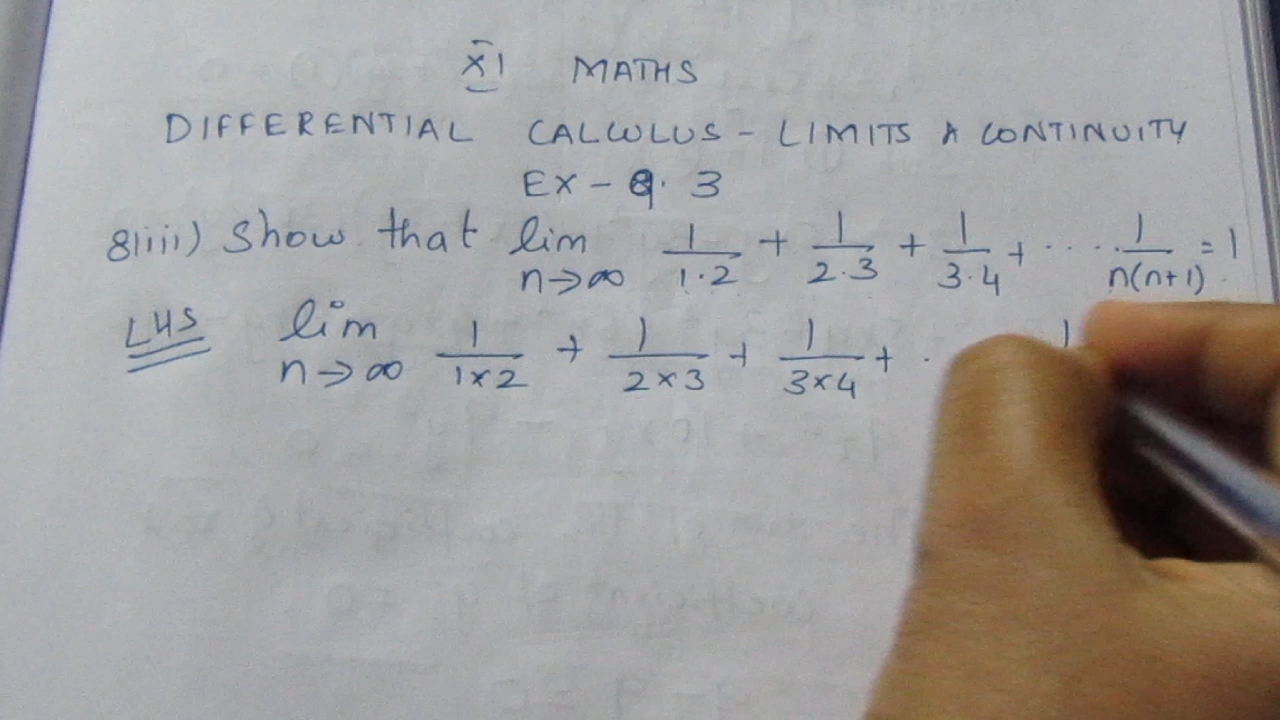 XI MATHS
DIFFERENTIAL CALCULUS - LIMITS & CONTINUITY
EX - 9.3
8)iii) Show that lim n→∞ 1/1·2 + 1/2·3 + 1/3·4 + ..... 1/n(n+1) = 1
LHS lim n→∞ 1/1×2 + 1/2×3 + 1/3×4 + . 1